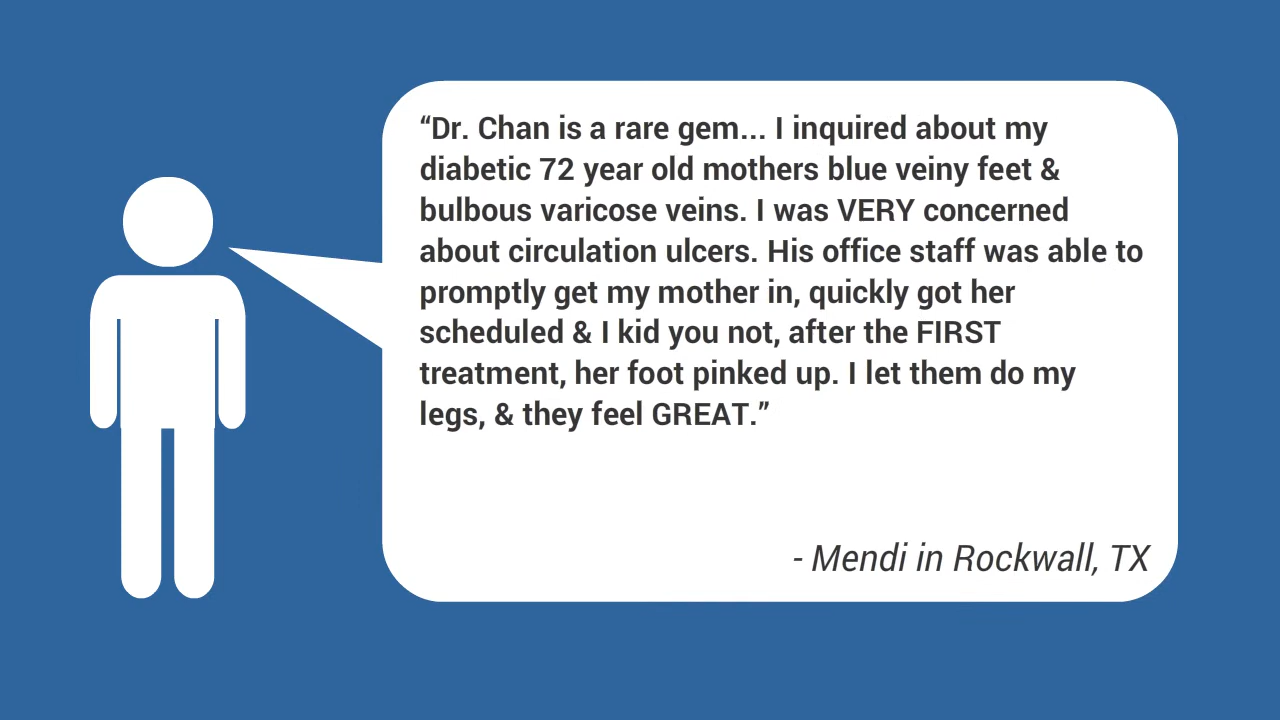 “Dr. Chan is a rare gem... I inquired about my
diabetic 72 year old mothers blue veiny feet &
bulbous varicose veins. I was VERY concerned
about circulation ulcers. His office staff was able to
promptly get my mother in, quickly got her
scheduled & I kid you not, after the FIRST
treatment, her foot pinked up. I let them do my
legs, & they feel GREAT.”
- Mendi in Rockwall, TX